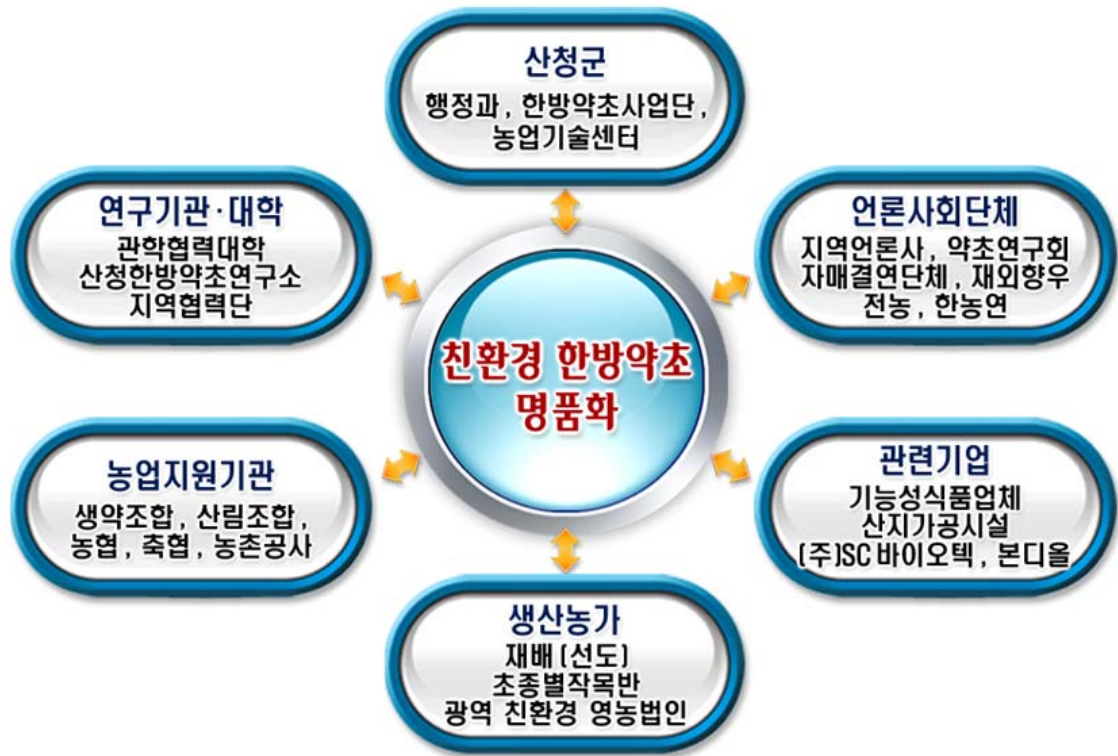 산청군
행정과, 한방약초사업단,
농업기술센터
연구기관·대학
관학협력대학
산청한방약초연구소
지역협력단
언론사회단체
지역언론사, 약초연구회
자매결연단체, 재외향우
전농, 한농연
친환경 한방약초
명품화
농업지원기관
생약조합, 산림조합,
농협, 축협, 농촌공사
관련기업
기능성식품업체
산지가공시설
(주)SC바이오텍, 본디올
생산농가
재배(선도)
초종별작목반
광역 친환경 영농법인